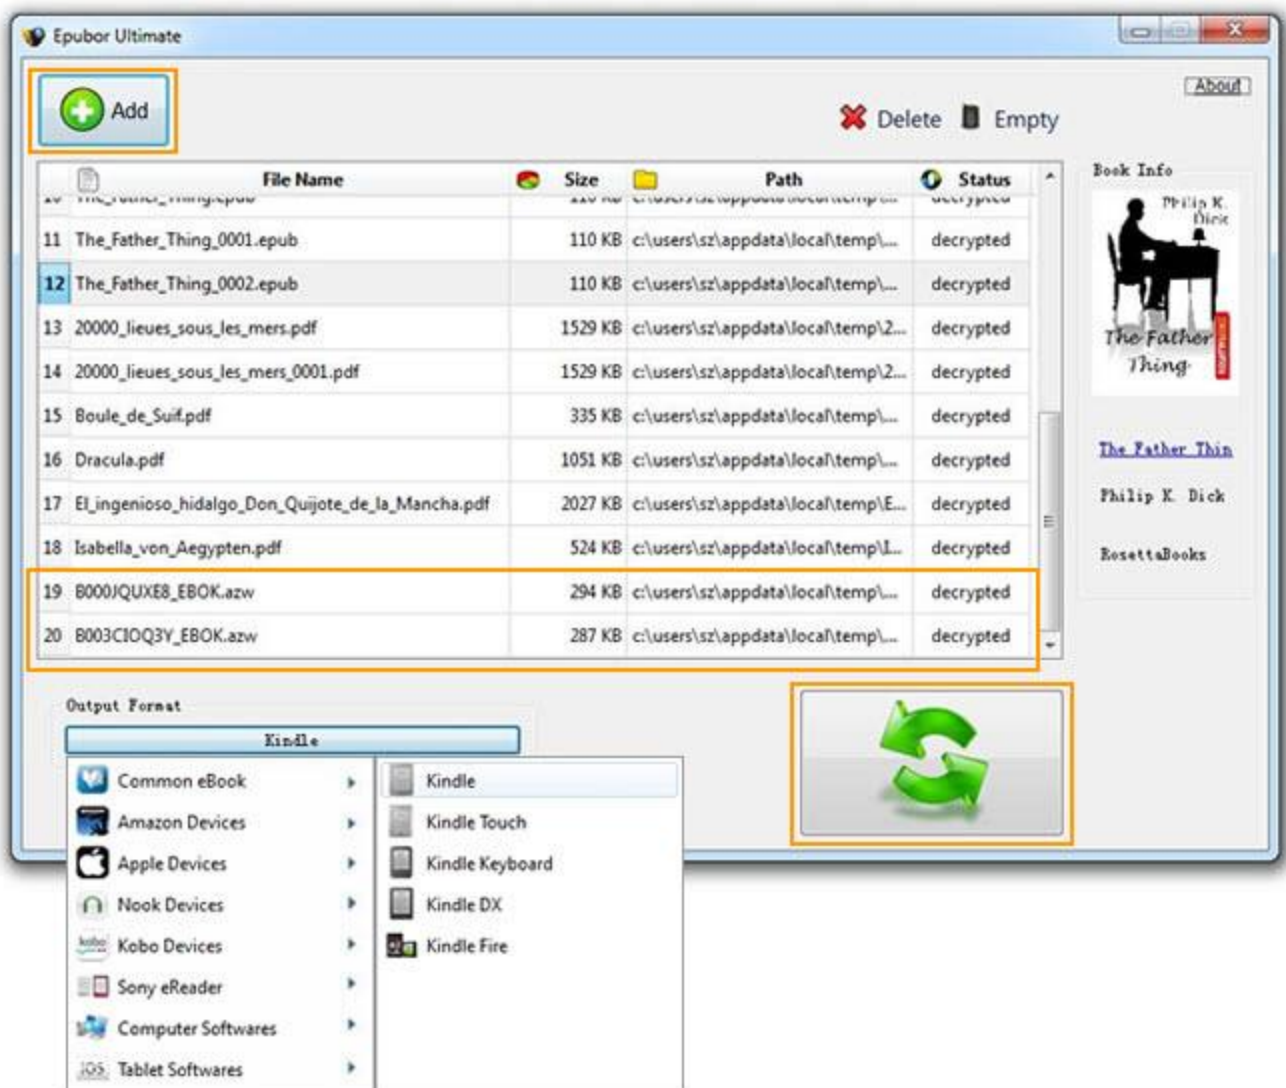 Epubor Ultimate
About
Add
Delete
Empty
File Name Size Path Status
11 The_Father_Thing_0001.epub 110 KB c:\users\sz\appdata\local\temp\... decrypted
12 The_Father_Thing_0002.epub 110 KB c:\users\sz\appdata\local\temp\... decrypted
13 20000_lieues_sous_les_mers.pdf 1529 KB c:\users\sz\appdata\local\temp\2... decrypted
14 20000_lieues_sous_les_mers_0001.pdf 1529 KB c:\users\sz\appdata\local\temp\2... decrypted
15 Boule_de_Suif.pdf 335 KB c:\users\sz\appdata\local\temp\... decrypted
16 Dracula.pdf 1051 KB c:\users\sz\appdata\local\temp\... decrypted
17 El_ingenioso_hidalgo_Don_Quijote_de_la_Mancha.pdf 2027 KB c:\users\sz\appdata\local\temp\E... decrypted
18 Isabella_von_Aegypten.pdf 524 KB c:\users\sz\appdata\local\temp\I... decrypted
19 B000JQUXE8_EBOK.azw 294 KB c:\users\sz\appdata\local\temp\... decrypted
20 B003CIOQ3Y_EBOK.azw 287 KB c:\users\sz\appdata\local\temp\... decrypted
Book Info
Philip K.
Dick
The Father
Thing
The Father Thin
Philip K. Dick
RosettaBooks
Output Format
Kindle
Common eBook
Amazon Devices
Apple Devices
Nook Devices
kobo Kobo Devices
Sony eReader
Computer Softwares
iOS Tablet Softwares
Kindle
Kindle Touch
Kindle Keyboard
Kindle DX
Kindle Fire